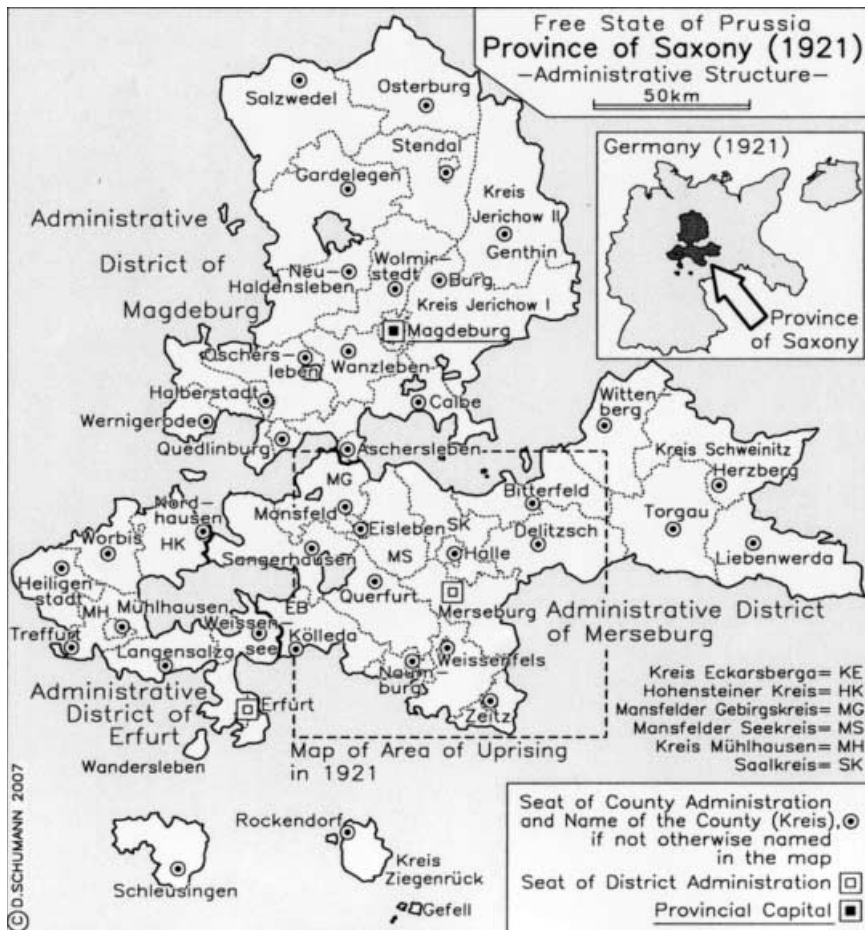 Free State of Prussia
Province of Saxony (1921)
—Administrative Structure—
50km
Germany (1921)
Province
of Saxony
Salzwedel
Osterburg
Stendal
Gardelegen
Kreis
Jerichow II
Genthin
Administrative
District of
Magdeburg
Neu-
Haldensleben
Wolmir-
stedt
Burg
Kreis Jerichow I
Magdeburg
Oschers-
leben
Wanzleben
Halberstadt
Calbe
Wernigerode
Quedlinburg
Aschersleben
Witten-
berg
Kreis Schweinitz
Herzberg
MG
Bitterfeld
Nord-
hausen
Mansfeld
Eisleben
SK
Delitzsch
Torgau
Worbis
HK
Sangerhausen
MS
Halle
Liebenwerda
Heiligen
stadt
Querfurt
MH
Mühlhausen
EB
Merseburg
Administrative District
of Merseburg
Treffurt
Weissen-
see
Kölleda
Langensalza
Weissenfels
Naum-
burg
Administrative
District of
Erfurt
Erfurt
Zeitz
Kreis Eckarsberga= KE
Hohensteiner Kreis= HK
Mansfelder Gebirgskreis= MG
Mansfelder Seekreis= MS
Kreis Mühlhausen= MH
Saalkreis= SK
Map of Area of Uprising
in 1921
Wandersleben
Rockendorf
Kreis
Ziegenrück
Schleusingen
Gefell
Seat of County Administration
and Name of the County (Kreis),
if not otherwise named
in the map
Seat of District Administration
Provincial Capital
© D.SCHUMANN 2007